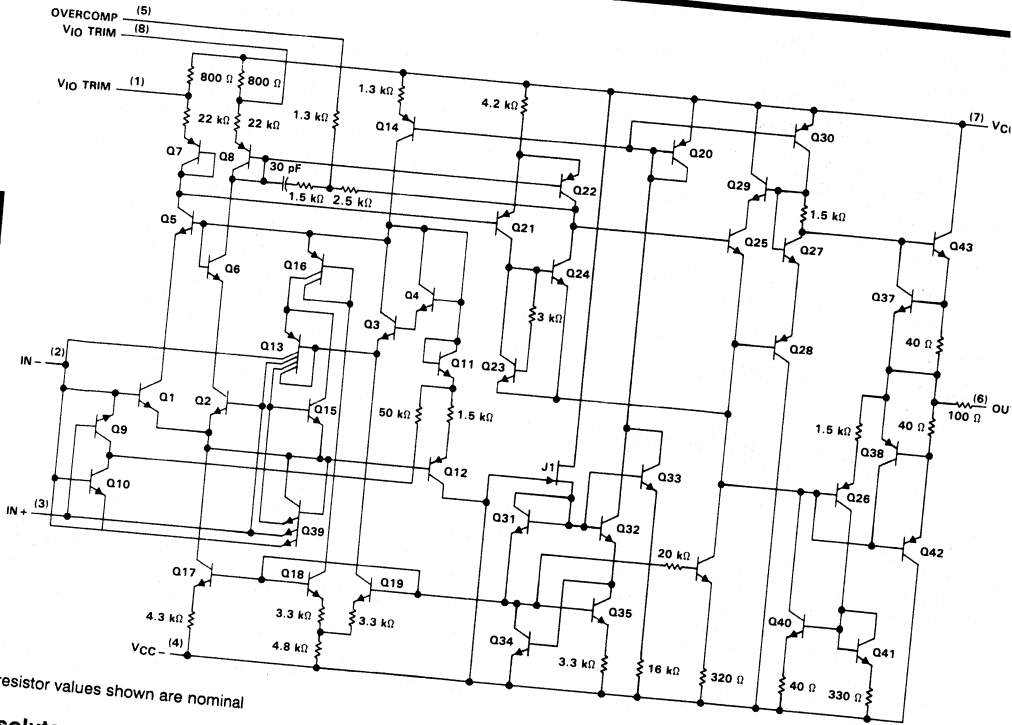 OVERCOMP (5)
VIO TRIM (8)
VIO TRIM (1)
800 Ω
800 Ω
22 kΩ
22 kΩ
1.3 kΩ
1.3 kΩ
4.2 kΩ
(7)
Q7
Q8
Q14
Q20
Q30
30 pF
1.5 kΩ
2.5 kΩ
Q22
Q29
1.5 kΩ
Q5
Q21
Q25
Q27
Q43
Q6
Q16
Q4
Q24
Q37
Q3
3 kΩ
40 Ω
Q13
Q11
Q23
Q28
IN− (2)
Q1
Q2
Q15
50 kΩ
1.5 kΩ
(6)
100 Ω
Q9
Q12
J1
Q33
1.5 kΩ
40 Ω
Q38
Q10
Q26
IN+ (3)
Q39
Q31
Q32
Q42
Q17
Q18
Q19
20 kΩ
Q35
4.3 kΩ
3.3 kΩ
3.3 kΩ
Q34
Q40
Q41
VCC− (4)
4.8 kΩ
3.3 kΩ
16 kΩ
320 Ω
40 Ω
330 Ω
resistor values shown are nominal